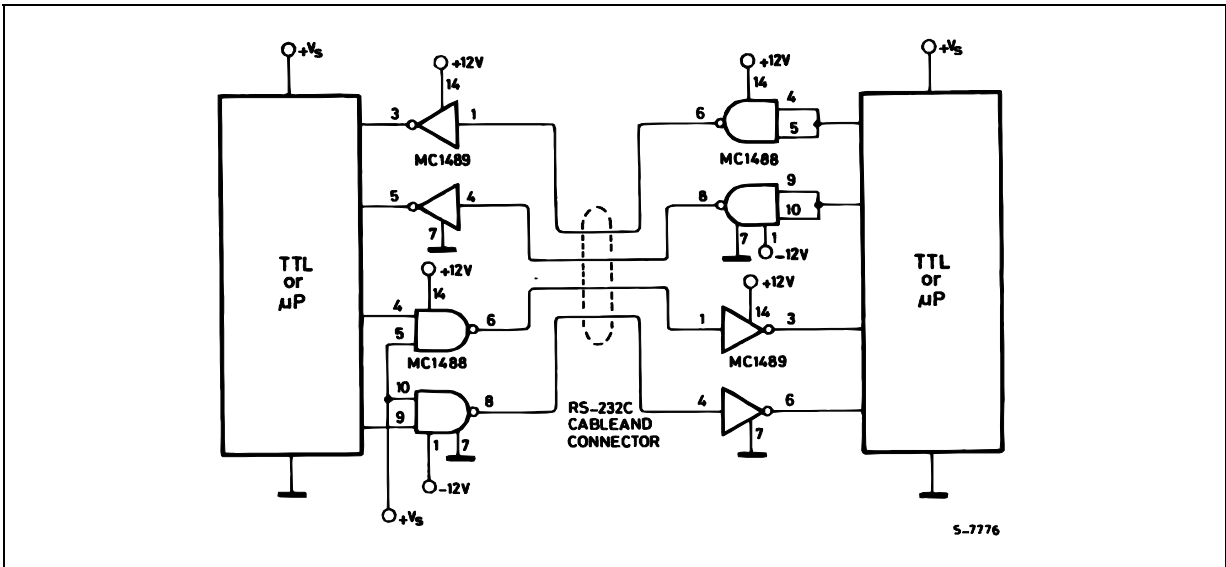 +Vs
+12V
14
3
1
MC1489
5
4
7
+12V
14
4
6
5
MC1488
10
8
9
1
7
-12V
+Vs
TTL
or
µP
RS-232C
CABLEAND
CONNECTOR
+12V
14
4
6
5
MC1488
9
8
10
7
1
-12V
+12V
14
1
3
MC1489
4
6
7
+Vs
TTL
or
µP
S-7776